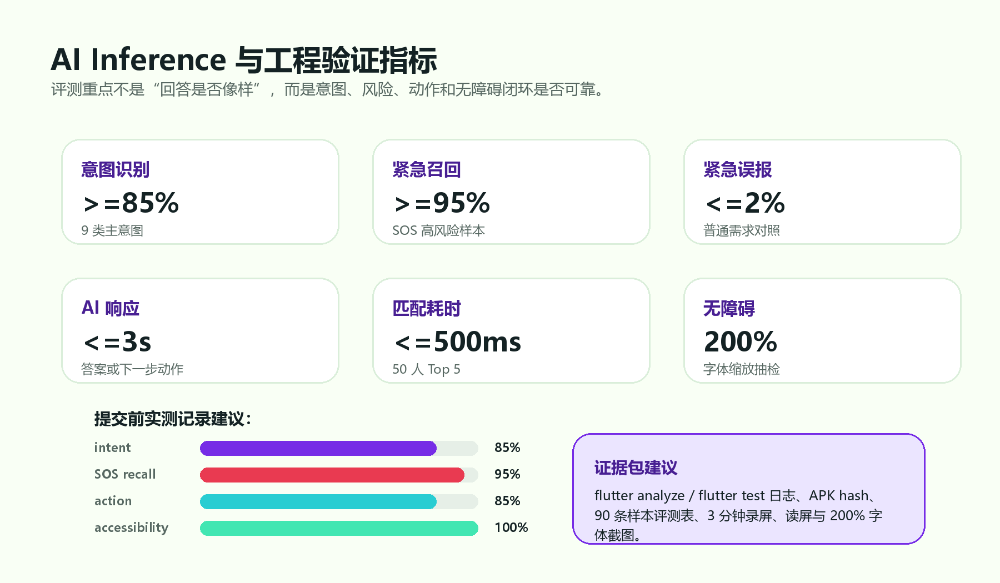 AI Inference 与工程验证指标
评测重点不是“回答是否像样”，而是意图、风险、动作和无障碍闭环是否可靠。
意图识别
>=85%
9 类主意图
紧急召回
>=95%
SOS 高风险样本
紧急误报
<=2%
普通需求对照
AI 响应
<=3s
答案或下一步动作
匹配耗时
<=500ms
50 人 Top 5
无障碍
200%
字体缩放抽检
提交前实测记录建议：
intent 85%
SOS recall 95%
action 85%
accessibility 100%
证据包建议
flutter analyze / flutter test 日志、APK hash、
90 条样本评测表、3 分钟录屏、读屏与 200% 字
体截图。